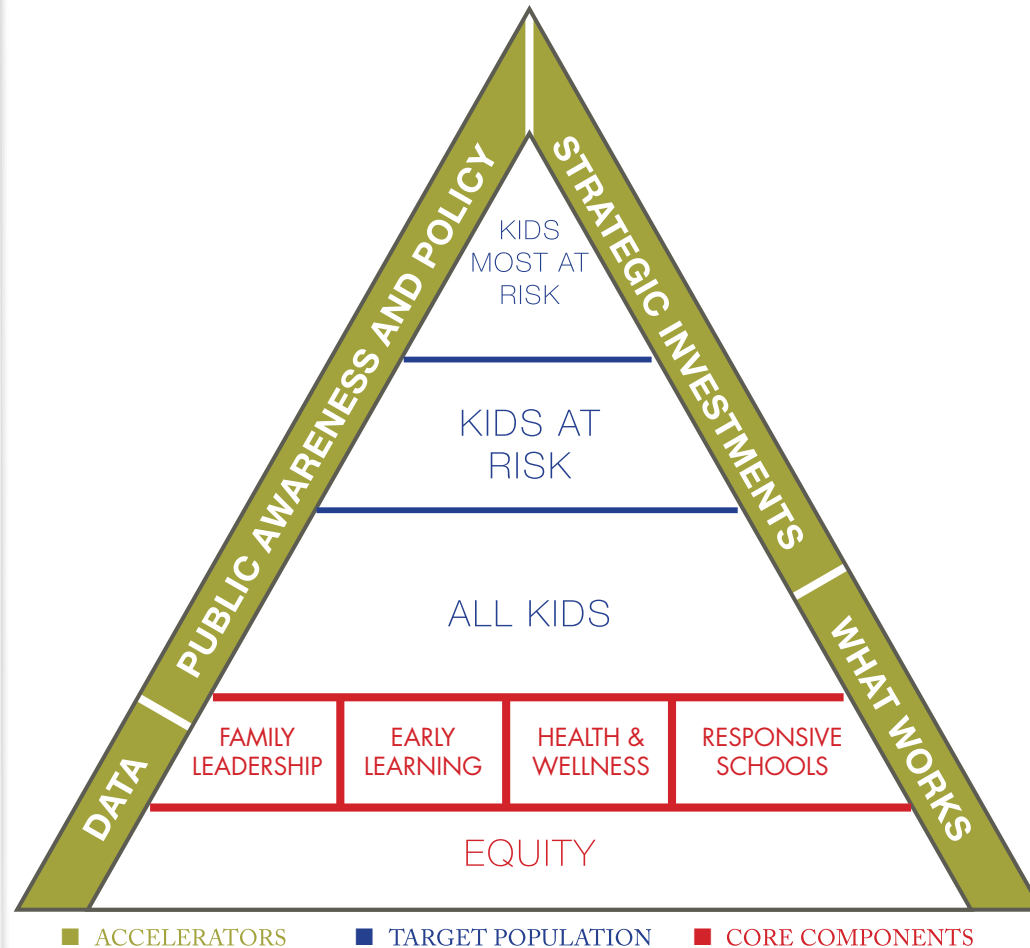 PUBLIC AWARENESS AND POLICY
STRATEGIC INVESTMENTS
KIDS
MOST AT
RISK
KIDS AT
RISK
ALL KIDS
DATA
WHAT WORKS
FAMILY
LEADERSHIP
EARLY
LEARNING
HEALTH &
WELLNESS
RESPONSIVE
SCHOOLS
EQUITY
ACCELERATORS
TARGET POPULATION
CORE COMPONENTS